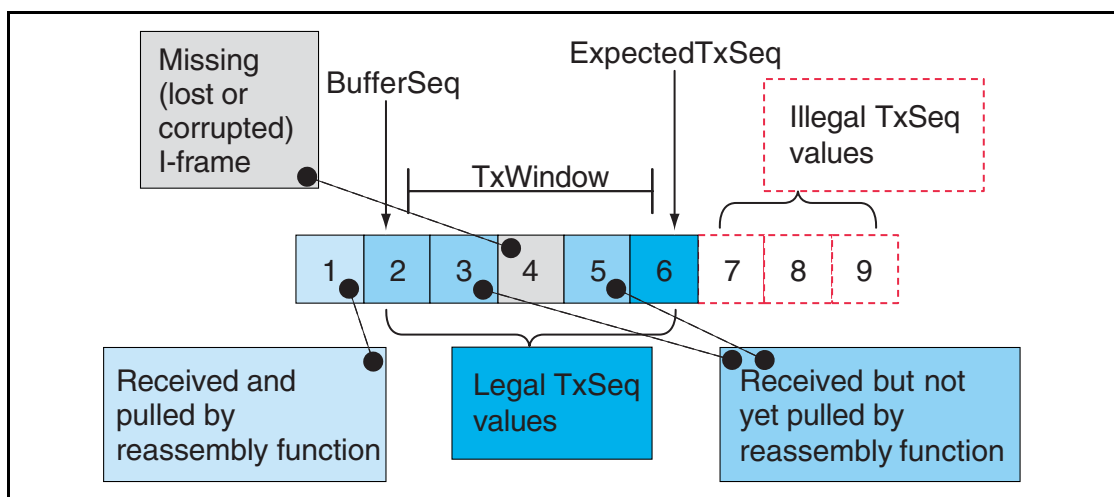 Missing
(lost or
corrupted)
I-frame
BufferSeq
ExpectedTxSeq
TxWindow
Illegal TxSeq
values
1 2 3 4 5 6 7 8 9
Received and
pulled by
reassembly function
Legal TxSeq
values
Received but not
yet pulled by
reassembly function